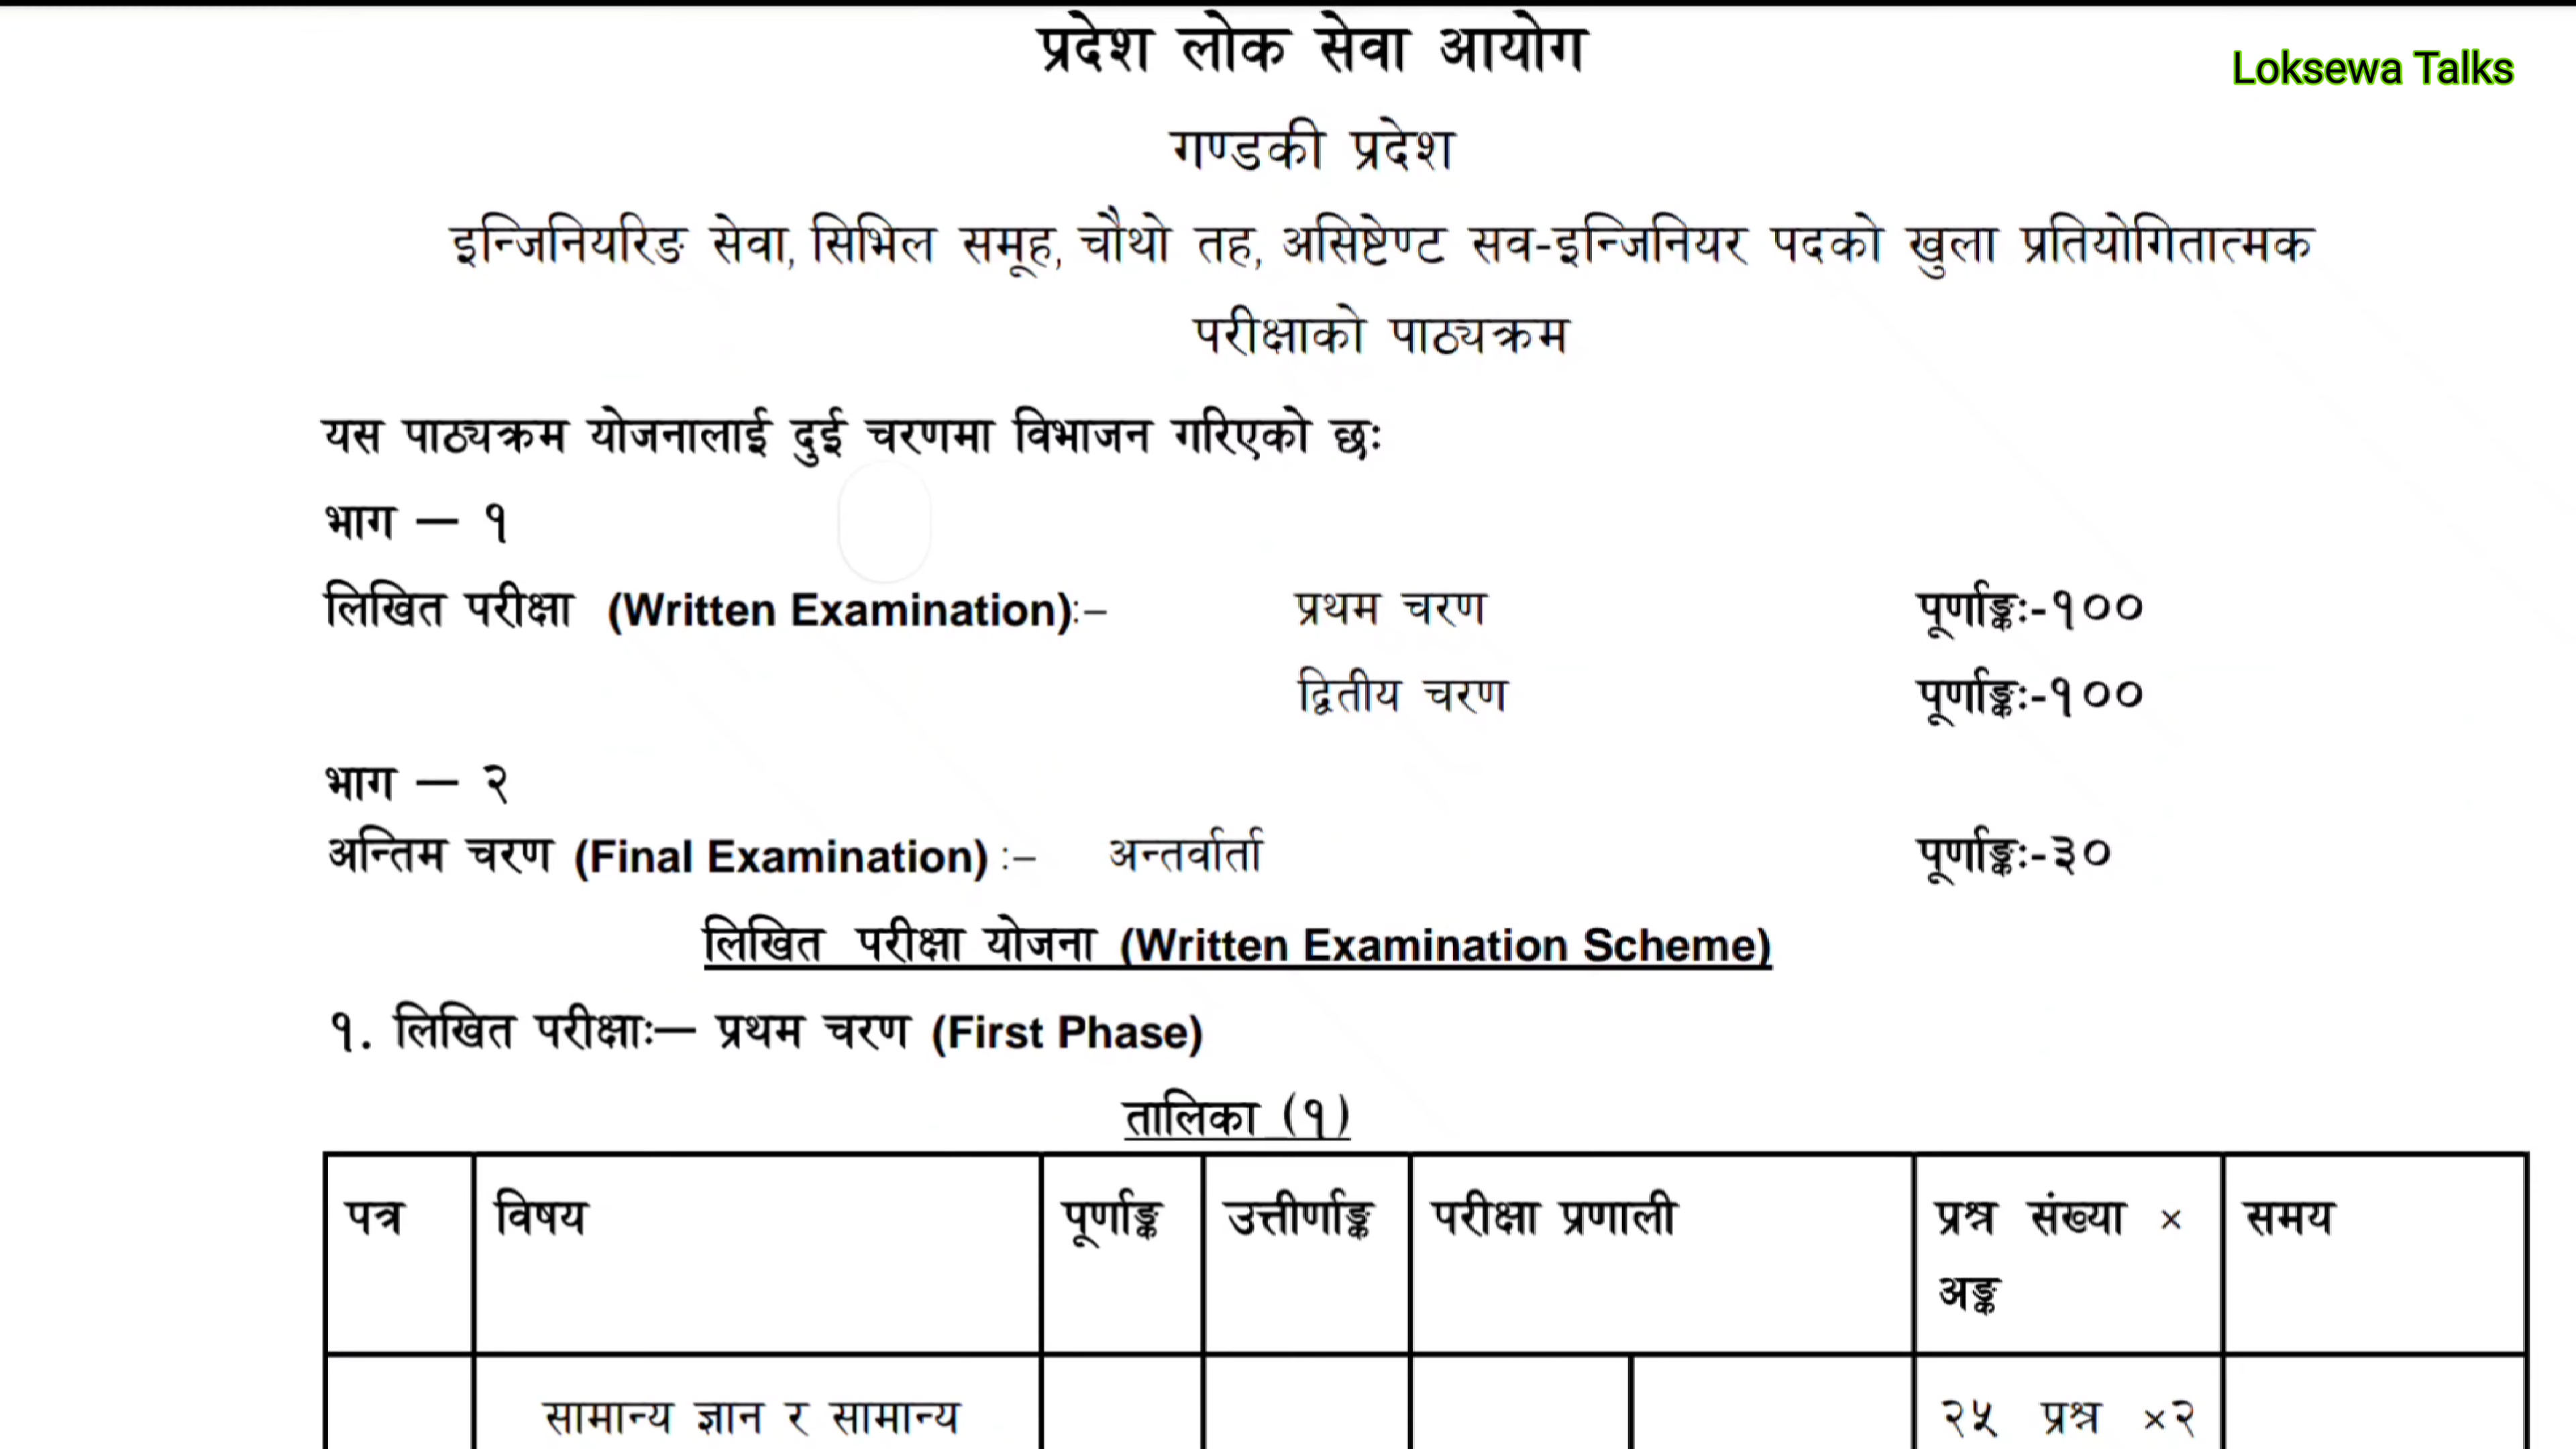 प्रदेश लोक सेवा आयोग
Loksewa Talks
गण्डकी प्रदेश
इन्जिनियरिङ सेवा, सिभिल समूह, चौथो तह, असिष्टेण्ट सव-इन्जिनियर पदको खुला प्रतियोगितात्मक
परीक्षाको पाठ्यक्रम
यस पाठ्यक्रम योजनालाई दुई चरणमा विभाजन गरिएको छः
भाग — १
लिखित परीक्षा (Written Examination):– प्रथम चरण पूर्णाङ्कः-१००
द्वितीय चरण पूर्णाङ्कः-१००
भाग — २
अन्तिम चरण (Final Examination) :– अन्तर्वार्ता पूर्णाङ्कः-३०
लिखित परीक्षा योजना (Written Examination Scheme)
१. लिखित परीक्षाः— प्रथम चरण (First Phase)
तालिका (१)
पत्र विषय पूर्णाङ्क उत्तीर्णाङ्क परीक्षा प्रणाली प्रश्न संख्या × समय
अङ्क
सामान्य ज्ञान र सामान्य २५ प्रश्न ×२